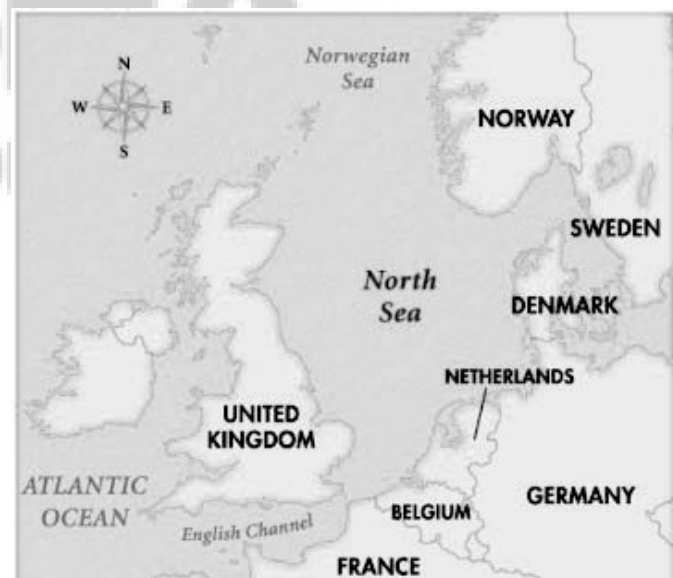 Norwegian
Sea
N
W
E
S
NORWAY
SWEDEN
North
Sea
DENMARK
NETHERLANDS
UNITED
KINGDOM
ATLANTIC
OCEAN
English Channel
BELGIUM
GERMANY
FRANCE